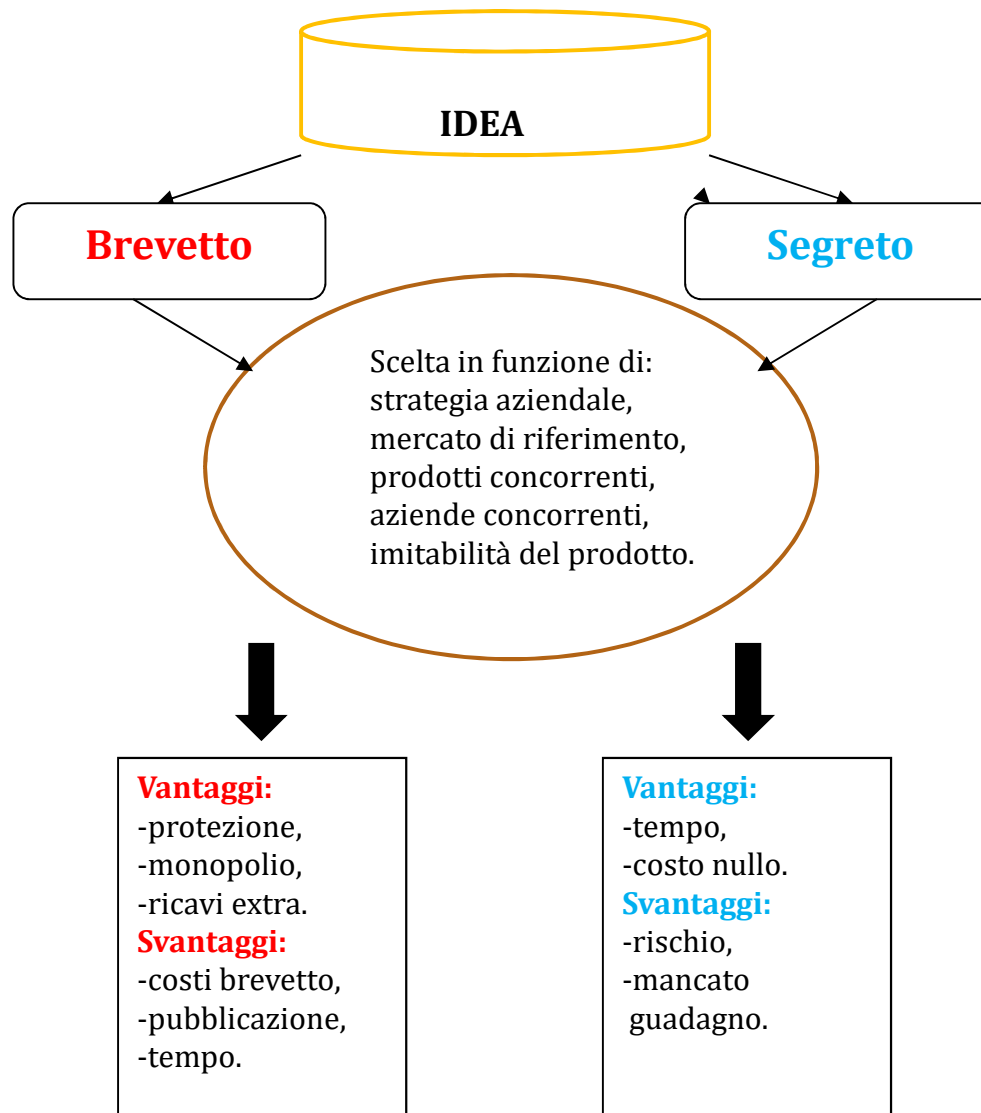 IDEA
Brevetto
Segreto
Scelta in funzione di:
strategia aziendale,
mercato di riferimento,
prodotti concorrenti,
aziende concorrenti,
imitabilità del prodotto.
Vantaggi:
-protezione,
-monopolio,
-ricavi extra.
Svantaggi:
-costi brevetto,
-pubblicazione,
-tempo.
Vantaggi:
-tempo,
-costo nullo.
Svantaggi:
-rischio,
-mancato
guadagno.